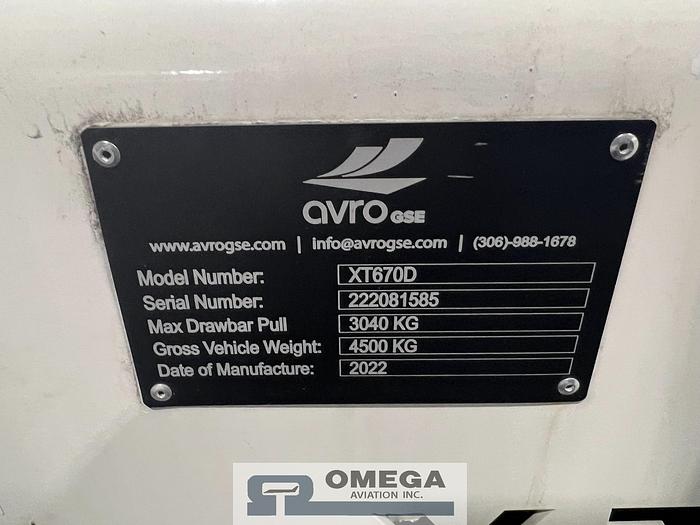 avro GSE
www.avrogse.com | info@avrogse.com | (306)-988-1678
Model Number: XT670D
Serial Number: 222081585
Max Drawbar Pull 3040 KG
Gross Vehicle Weight: 4500 KG
Date of Manufacture: 2022
OMEGA
AVIATION INC.